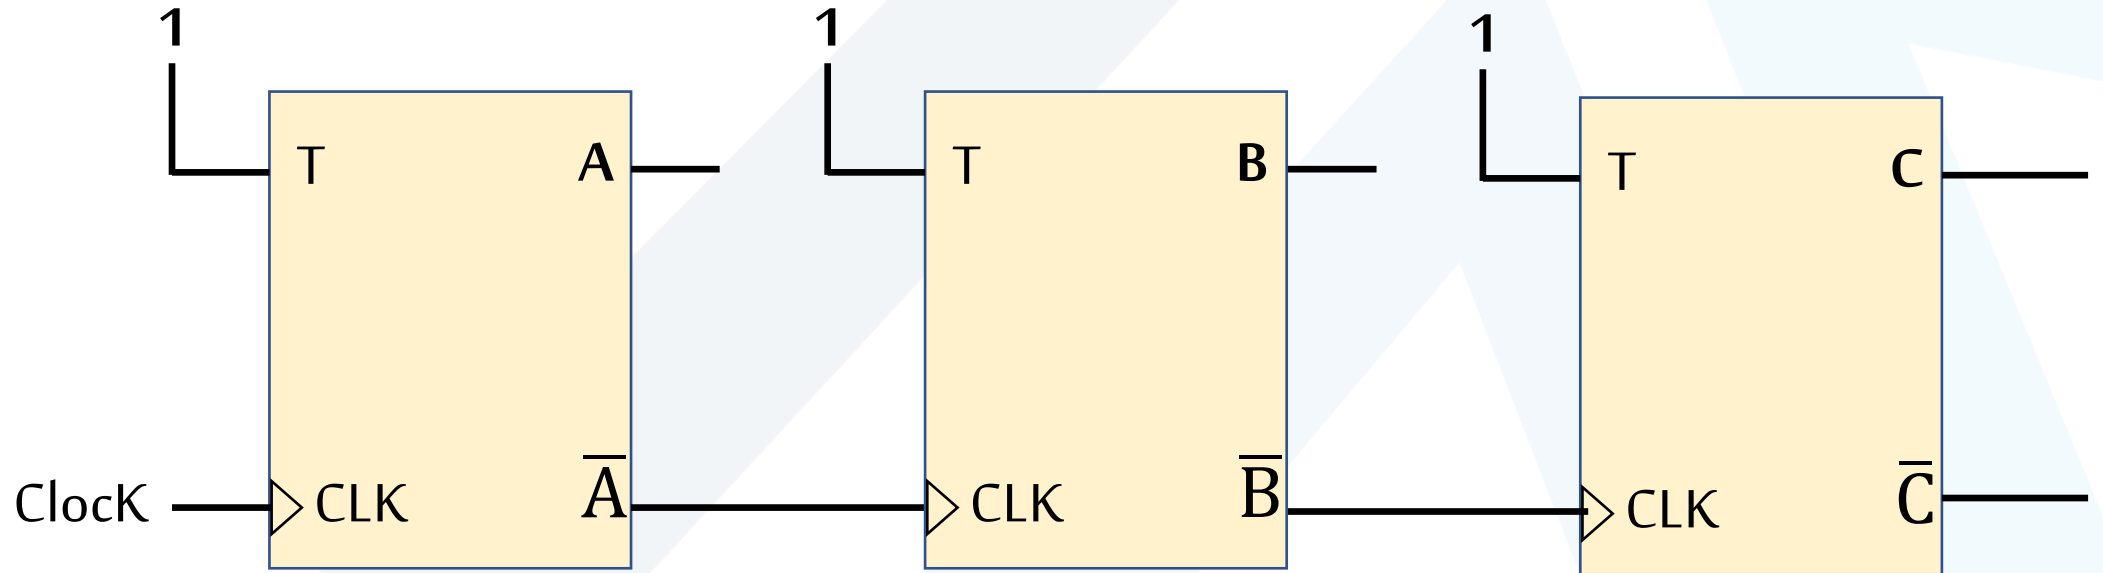 1 1 1
T A T B T C
ClocK CLK A̅ CLK B̅ CLK C̅